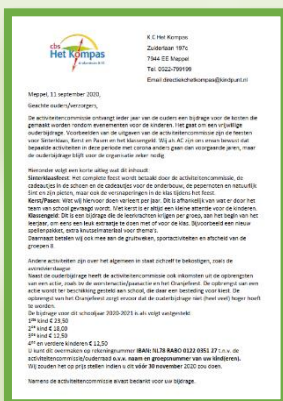 cbs
Het Kompas
K.C Het Kompas
Zuiderlaan 197c
7944 EE Meppel
Tel. 0522-788199
Email:directiehetkompas@kindpunt.nl
Meppel, 11 september 2020,
Geachte ouders/verzorgers,
De activiteitencommissie ontvangt ieder jaar van de ouders een bijdrage voor de kosten die
gemaakt worden rondom evenementen voor de kinderen. Het gaat om een vrijwillige
ouderbijdrage. Voorbeelden van de uitgaven van de activiteitencommissie zijn de feesten
voor Sinterklaas, Kerst en Pasen en het klassengeld. Wij als AC zijn ons ervan bewust dat
bepaalde activiteiten in deze periode met corona anders gaan dan voorgaande jaren, maar
de ouderbijdrage blijft voor de organisatie zeker nodig.
Hieronder volgt een korte uitleg wat dit inhoudt:
Sinterklaasfeest: Het complete feest wordt betaald door de activiteitencommissie, de
cadeautjes in de schoen en de cadeautjes voor de onderbouw, de pepernoten en natuurlijk
Sint en zijn pieten, maar ook de versnaperingen in de klas tijdens het feest.
Kerst/Pasen: Wat wij hiervoor doen varieert per jaar. Dit is afhankelijk van wat er door het
team van school gevraagd wordt. Met kerst is er altijd een kleine attentie voor de kinderen.
Klassengeld: Dit is een bijdrage die de leerkrachten krijgen per groep, aan het begin van het
leerjaar, om eens een leuk extraatje te doen met of voor de klas. (Bijvoorbeeld een nieuw
spellenpakket, extra knutselmateriaal voor thema's).
Daarnaast betalen wij ook mee aan de gruitweken, sportactiviteiten en afscheid van de
groepen 8.
Andere activiteiten zijn over het algemeen in staat zichzelf te bekostigen, zoals de
avondvierdaagse.
Naast de ouderbijdrage heeft de activiteitencommissie ook inkomsten uit de opbrengsten
van een actie, zoals bv de worstenactie/paasactie en het Oranjefeest. De opbrengst van een
actie wordt ter beschikking gesteld aan school, die daar een besteding voor kiest. De
opbrengst van het Oranjefeest zorgt ervoor dat de ouderbijdrage niet (heel veel) hoger hoeft
te worden.
De bijdrage voor dit schooljaar 2020-2021 is als volgt vastgesteld:
1ste kind € 23,50
2de kind € 18,00
3de kind € 12,50
4de en verdere kinderen € 12,50
U kunt dit overmaken op rekeningnummer IBAN: NL78 RABO 0122 0351 27 t.n.v. de
activiteitencommissie/ouderraad o.v.v. naam en groepsnummer van uw kind(eren).
Wij zouden het op prijs stellen indien u dit vóór 30 november 2020 zou doen.
Namens de activiteitencommissie alvast bedankt voor uw bijdrage.